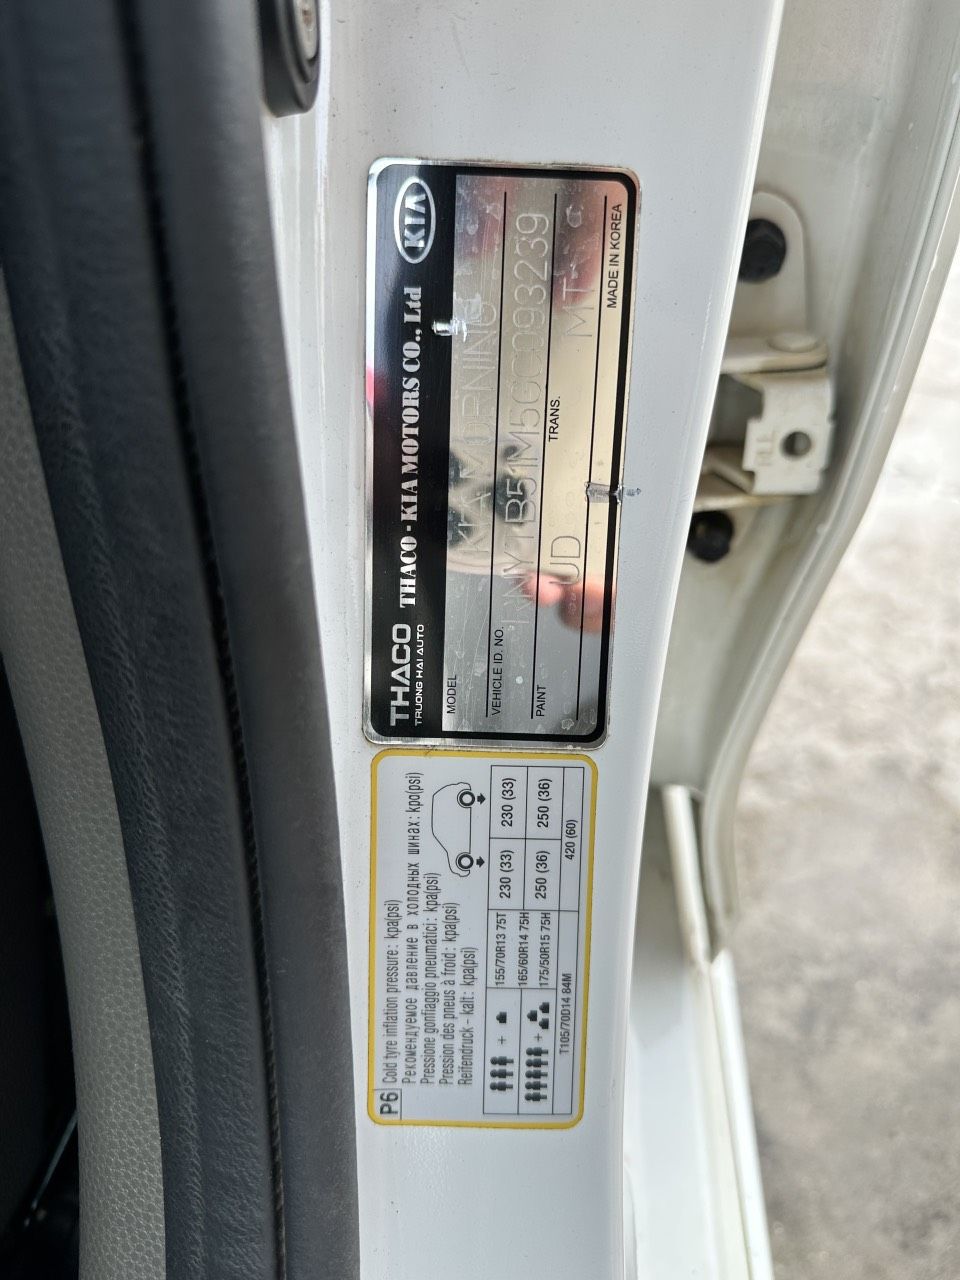 THACO
TRUONG HAI AUTO
THACO - KIA MOTORS CO., Ltd
KIA
MODEL KIA MORNING
VEHICLE ID. NO. RNYTB51M5GC093239
PAINT UD TRANS. MT
MADE IN KOREA
P6 Cold tyre inflation pressure: kpa(psi)
Рекомендуемое давление в холодных шинах: kpa(psi)
Pressione gonfiaggio pneumatici: kpa(psi)
Pression des pneus à froid: kpa(psi)
Reifendruck - kalt: kpa(psi)
+ 155/70R13 75T 230 (33) 230 (33)
165/60R14 75H
+ 175/50R15 75H 250 (36) 250 (36)
T105/70D14 84M 420 (60)